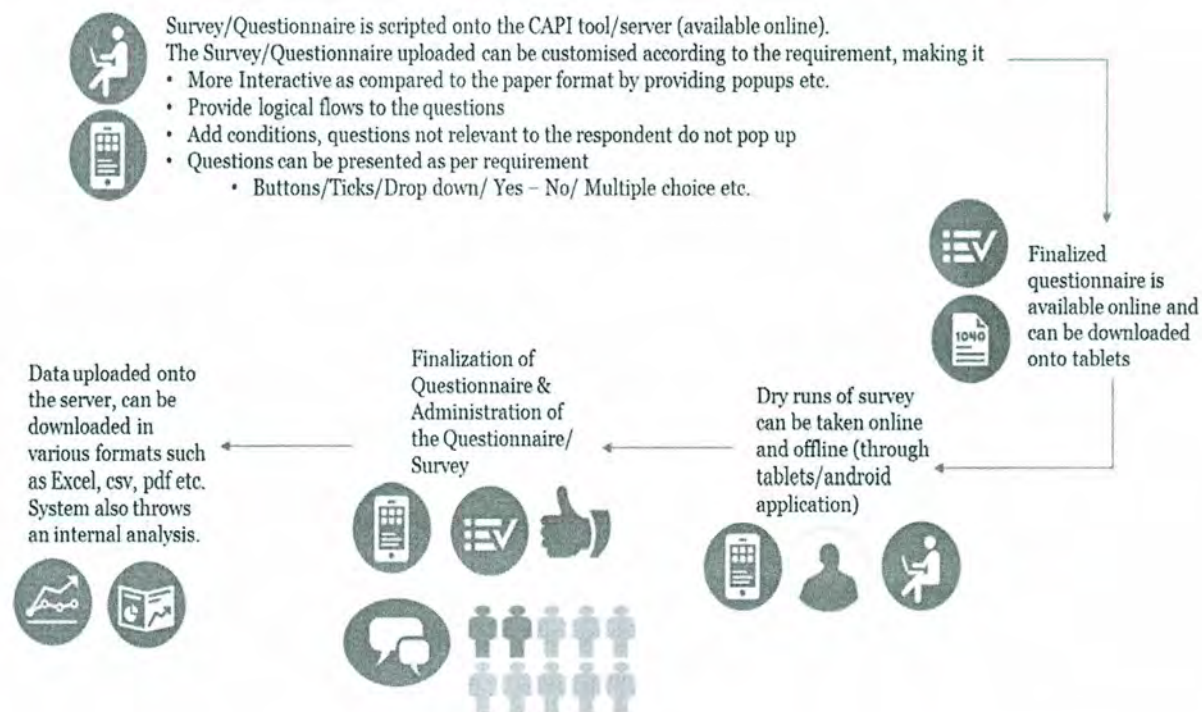 Survey/Questionnaire is scripted onto the CAPI tool/server (available online).
The Survey/Questionnaire uploaded can be customised according to the requirement, making it
• More Interactive as compared to the paper format by providing popups etc.
• Provide logical flows to the questions
• Add conditions, questions not relevant to the respondent do not pop up
• Questions can be presented as per requirement
• Buttons/Ticks/Drop down/ Yes – No/ Multiple choice etc.
Finalized
questionnaire is
available online and
can be downloaded
onto tablets
1040
Dry runs of survey
can be taken online
and offline (through
tablets/android
application)
Finalization of
Questionnaire &
Administration of
the Questionnaire/
Survey
Data uploaded onto
the server, can be
downloaded in
various formats such
as Excel, csv, pdf etc.
System also throws
an internal analysis.